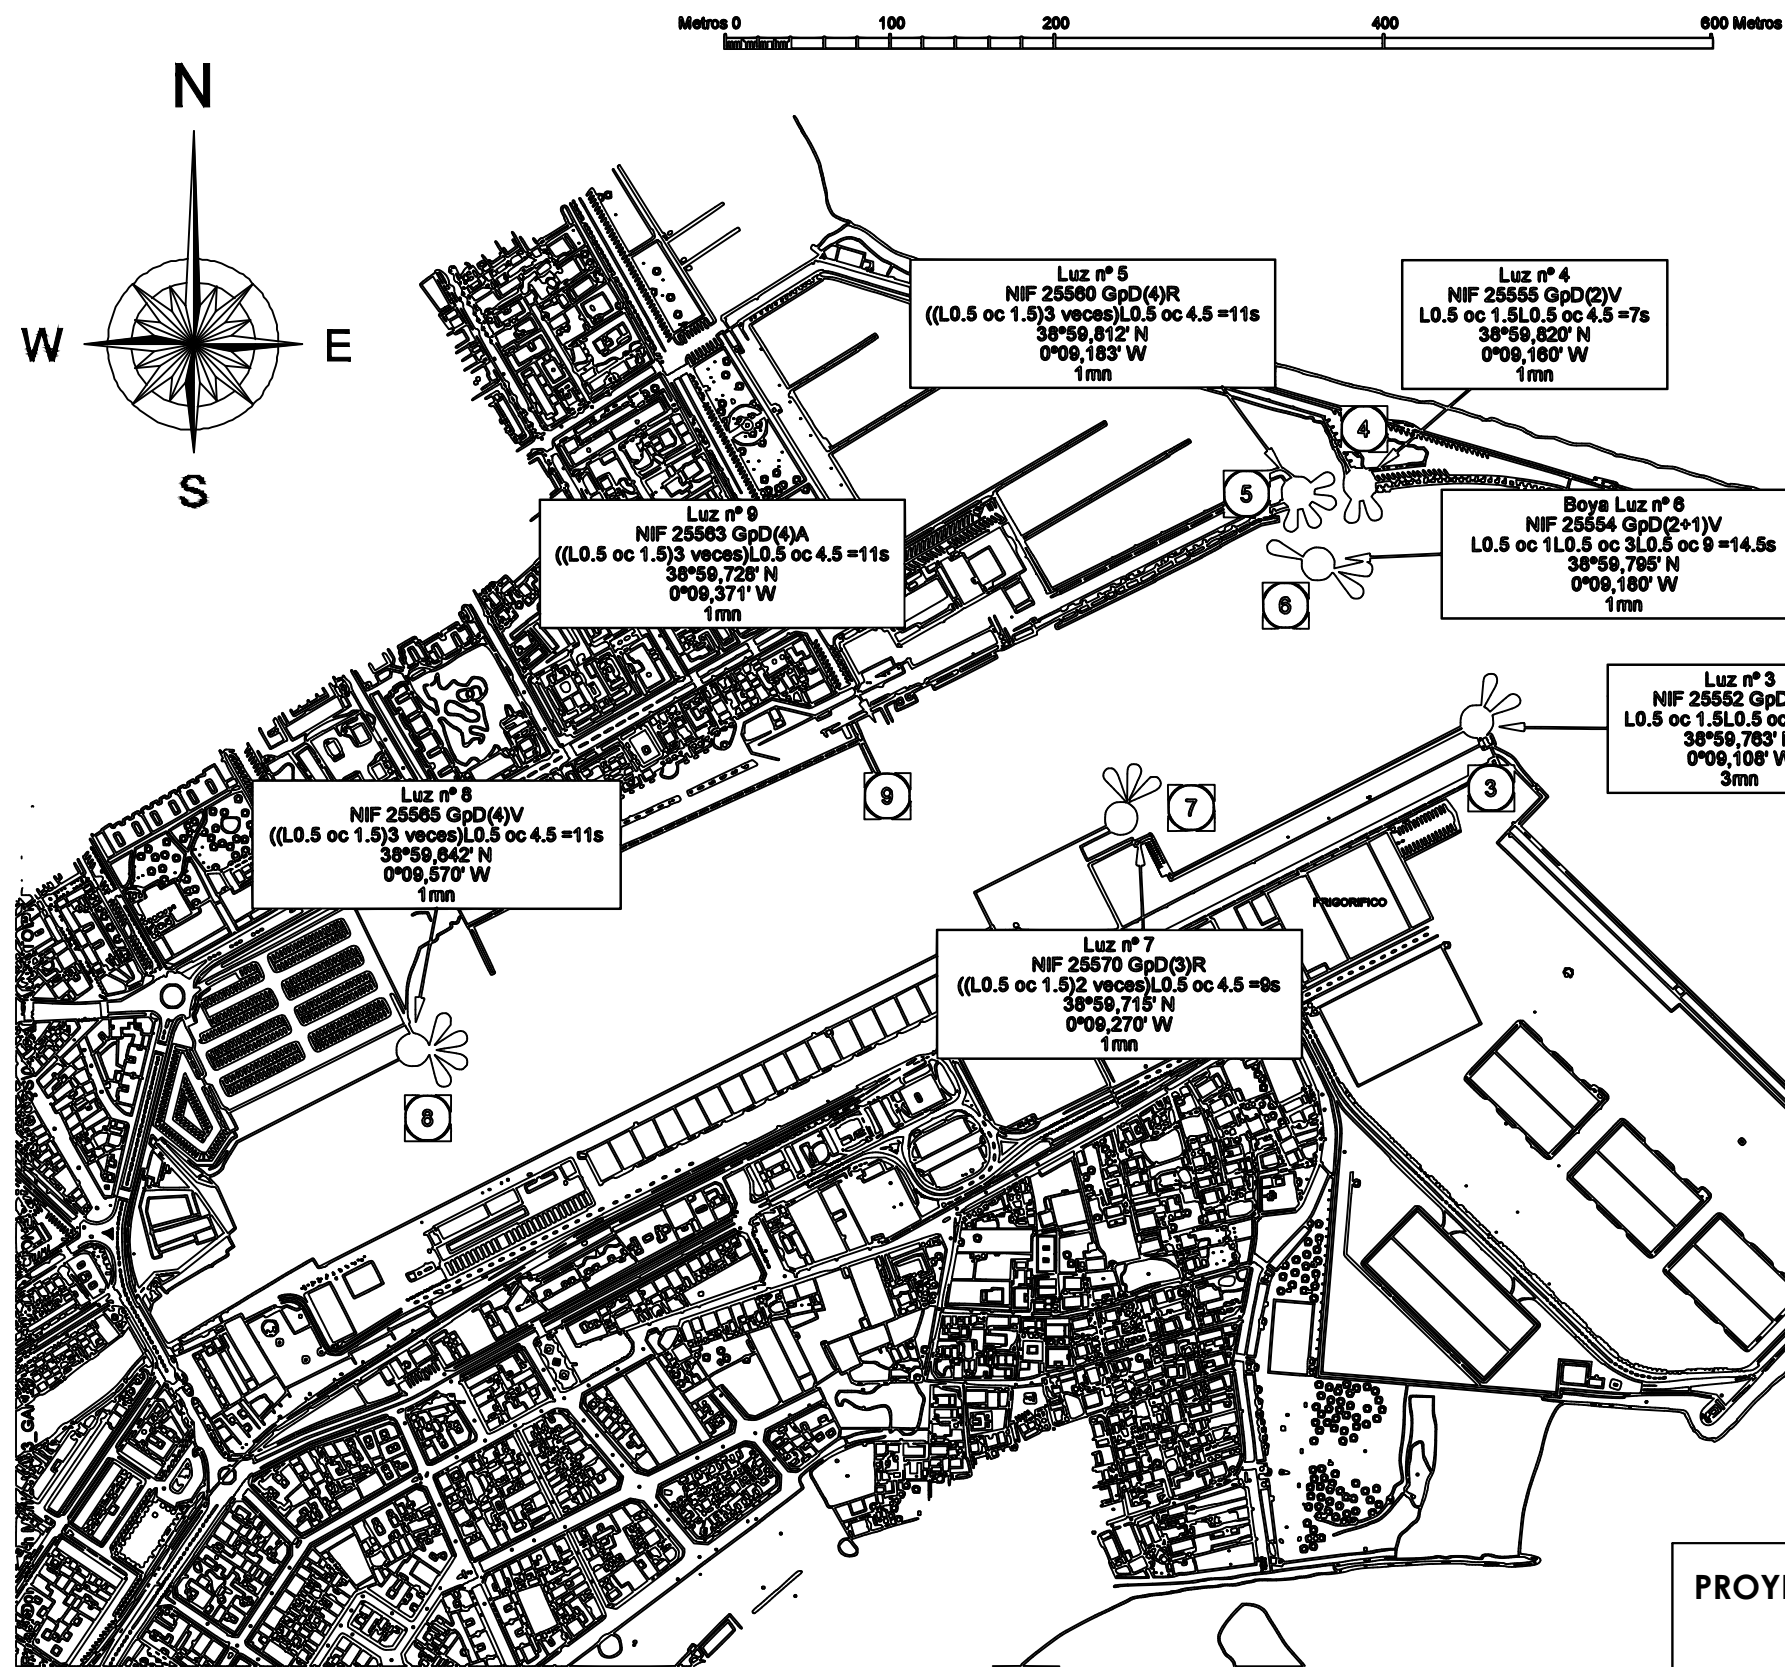 Metros 0 100 200 400 600 Metros
N
W E
S
Luz nº 5
NIF 25560 GpD(4)R
((L0.5 oc 1.5)3 veces)L0.5 oc 4.5 =11s
38º59,812' N
0º09,183' W
1mn
Luz nº 4
NIF 25555 GpD(2)V
L0.5 oc 1.5L0.5 oc 4.5 =7s
38º59,820' N
0º09,160' W
1mn
4
5
Luz nº 9
NIF 25563 GpD(4)A
((L0.5 oc 1.5)3 veces)L0.5 oc 4.5 =11s
38º59,728' N
0º09,371' W
1mn
Boya Luz nº 6
NIF 25554 GpD(2+1)V
L0.5 oc 1L0.5 oc 3L0.5 oc 9 =14.5s
38º59,795' N
0º09,180' W
1mn
6
Luz nº 3
NIF 25552 GpD
L0.5 oc 1.5L0.5 oc
38º59,763'
0º09,108' W
3mn
3
9
7
Luz nº 8
NIF 25565 GpD(4)V
((L0.5 oc 1.5)3 veces)L0.5 oc 4.5 =11s
38º59,642' N
0º09,570' W
1mn
FRIGORIFICO
Luz nº 7
NIF 25570 GpD(3)R
((L0.5 oc 1.5)2 veces)L0.5 oc 4.5 =9s
38º59,715' N
0º09,270' W
1mn
8